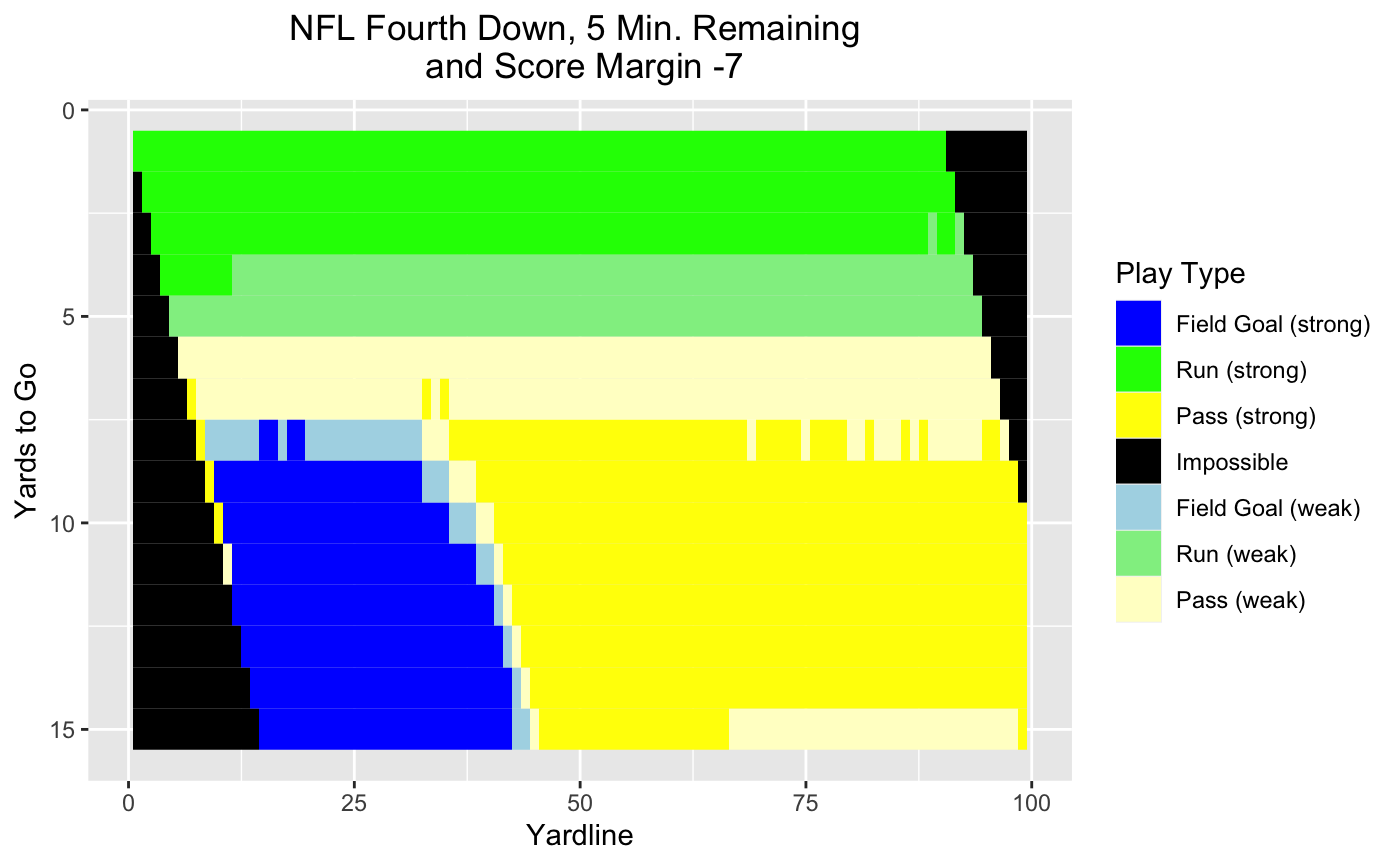 NFL Fourth Down, 5 Min. Remaining
and Score Margin -7
0
5
10
15
Yards to Go
0 25 50 75 100
Yardline
Play Type
Field Goal (strong)
Run (strong)
Pass (strong)
Impossible
Field Goal (weak)
Run (weak)
Pass (weak)